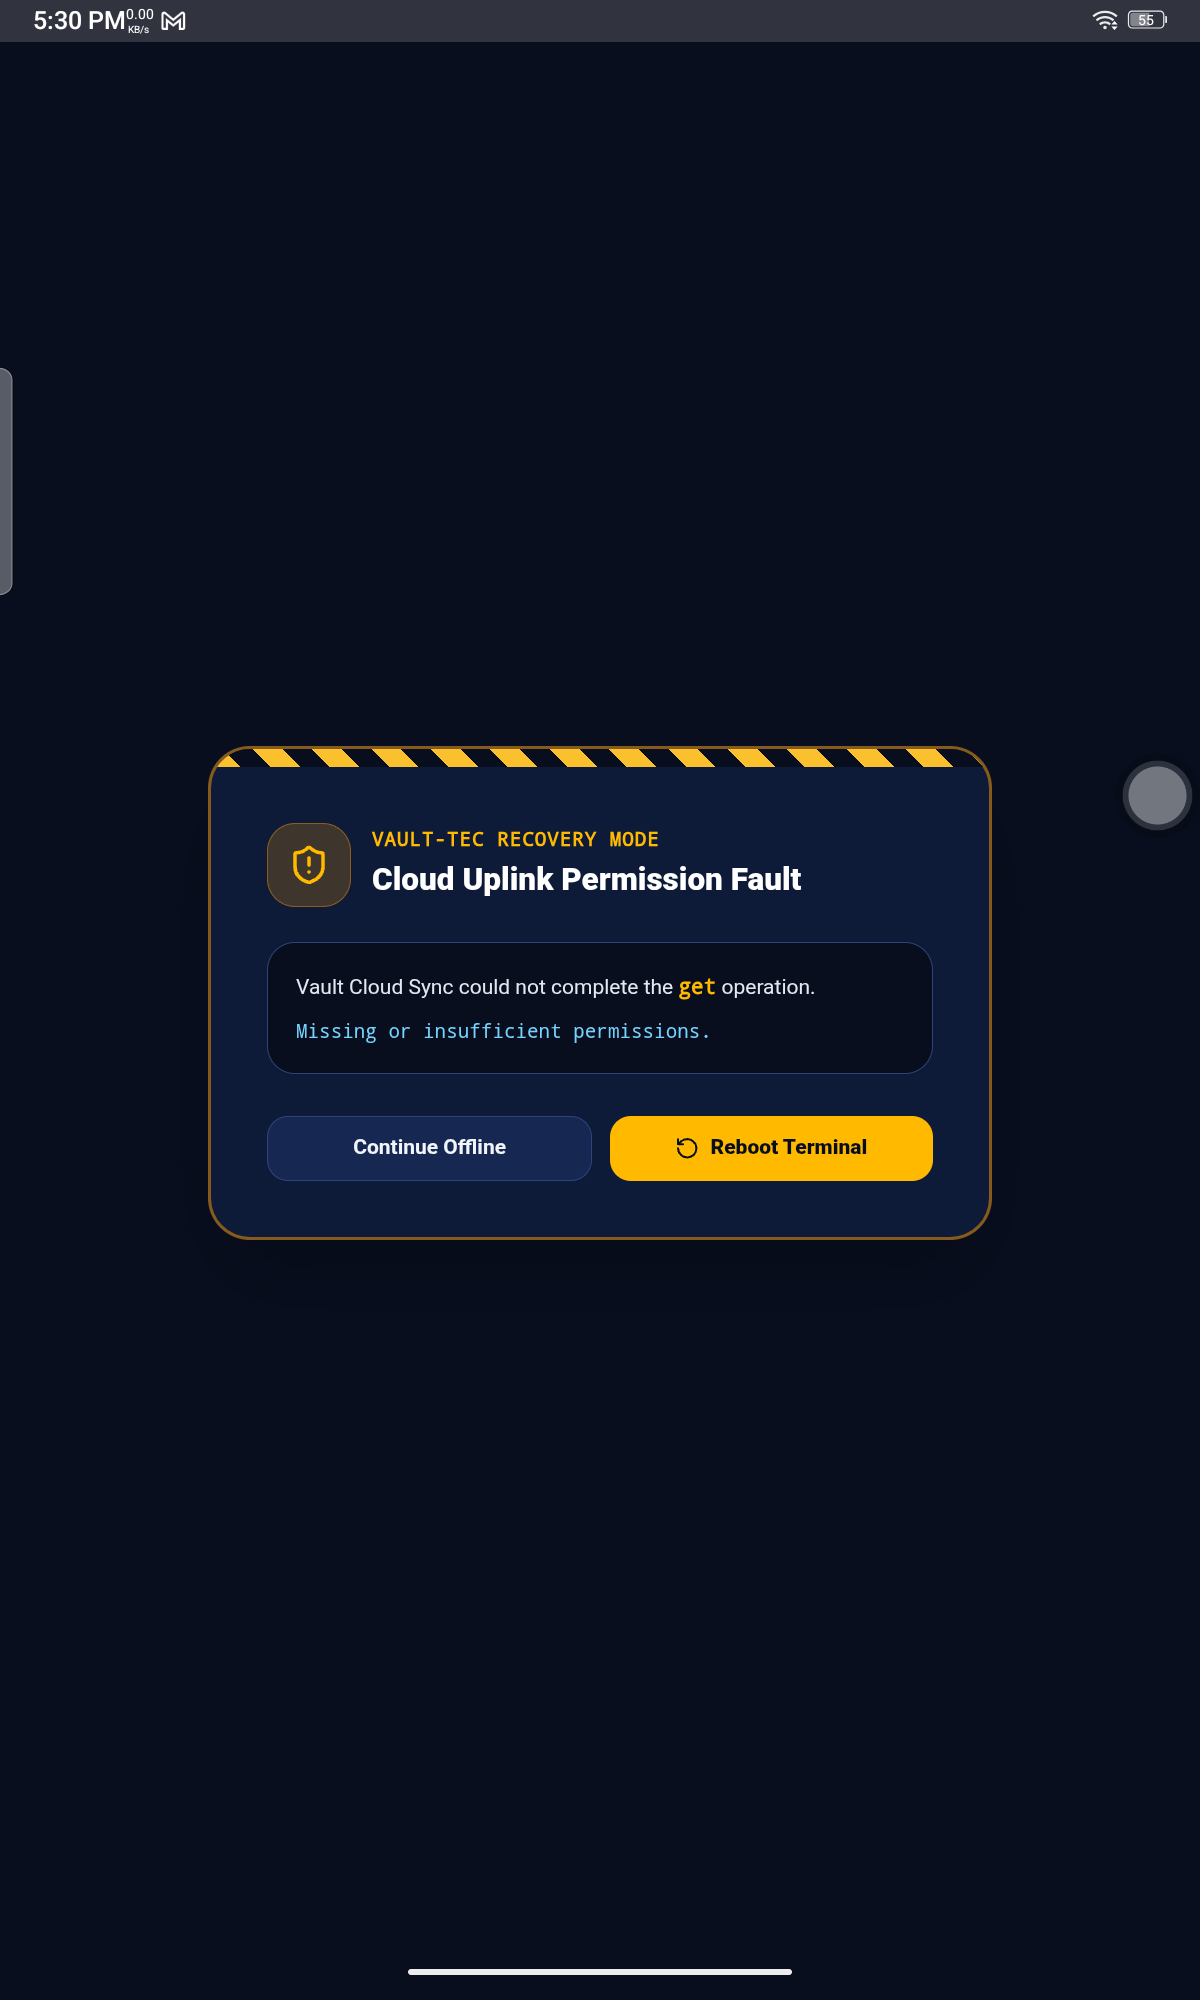 5:30 PM 0.00 KB/s 55
VAULT-TEC RECOVERY MODE
Cloud Uplink Permission Fault
Vault Cloud Sync could not complete the get operation.
Missing or insufficient permissions.
Continue Offline Reboot Terminal